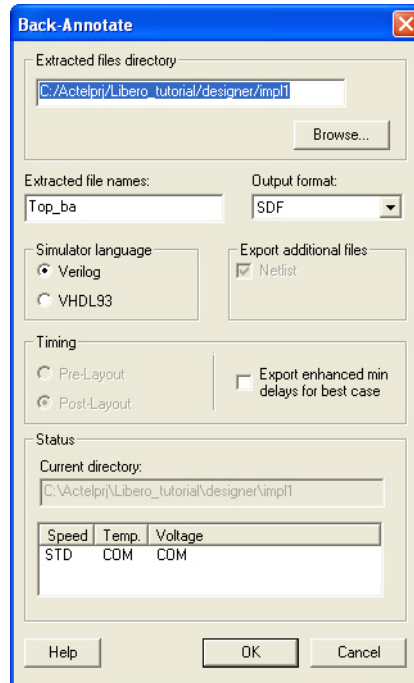 Back-Annotate
Extracted files directory
C:/Actelprj/Libero_tutorial/designer/impl1
Browse...
Extracted file names:
Output format:
Top_ba
SDF
Simulator language
Export additional files
Verilog
Netlist
VHDL93
Timing
Pre-Layout
Export enhanced min
delays for best case
Post-Layout
Status
Current directory:
C:\Actelprj\Libero_tutorial\designer\impl1
Speed Temp. Voltage
STD COM COM
Help OK Cancel